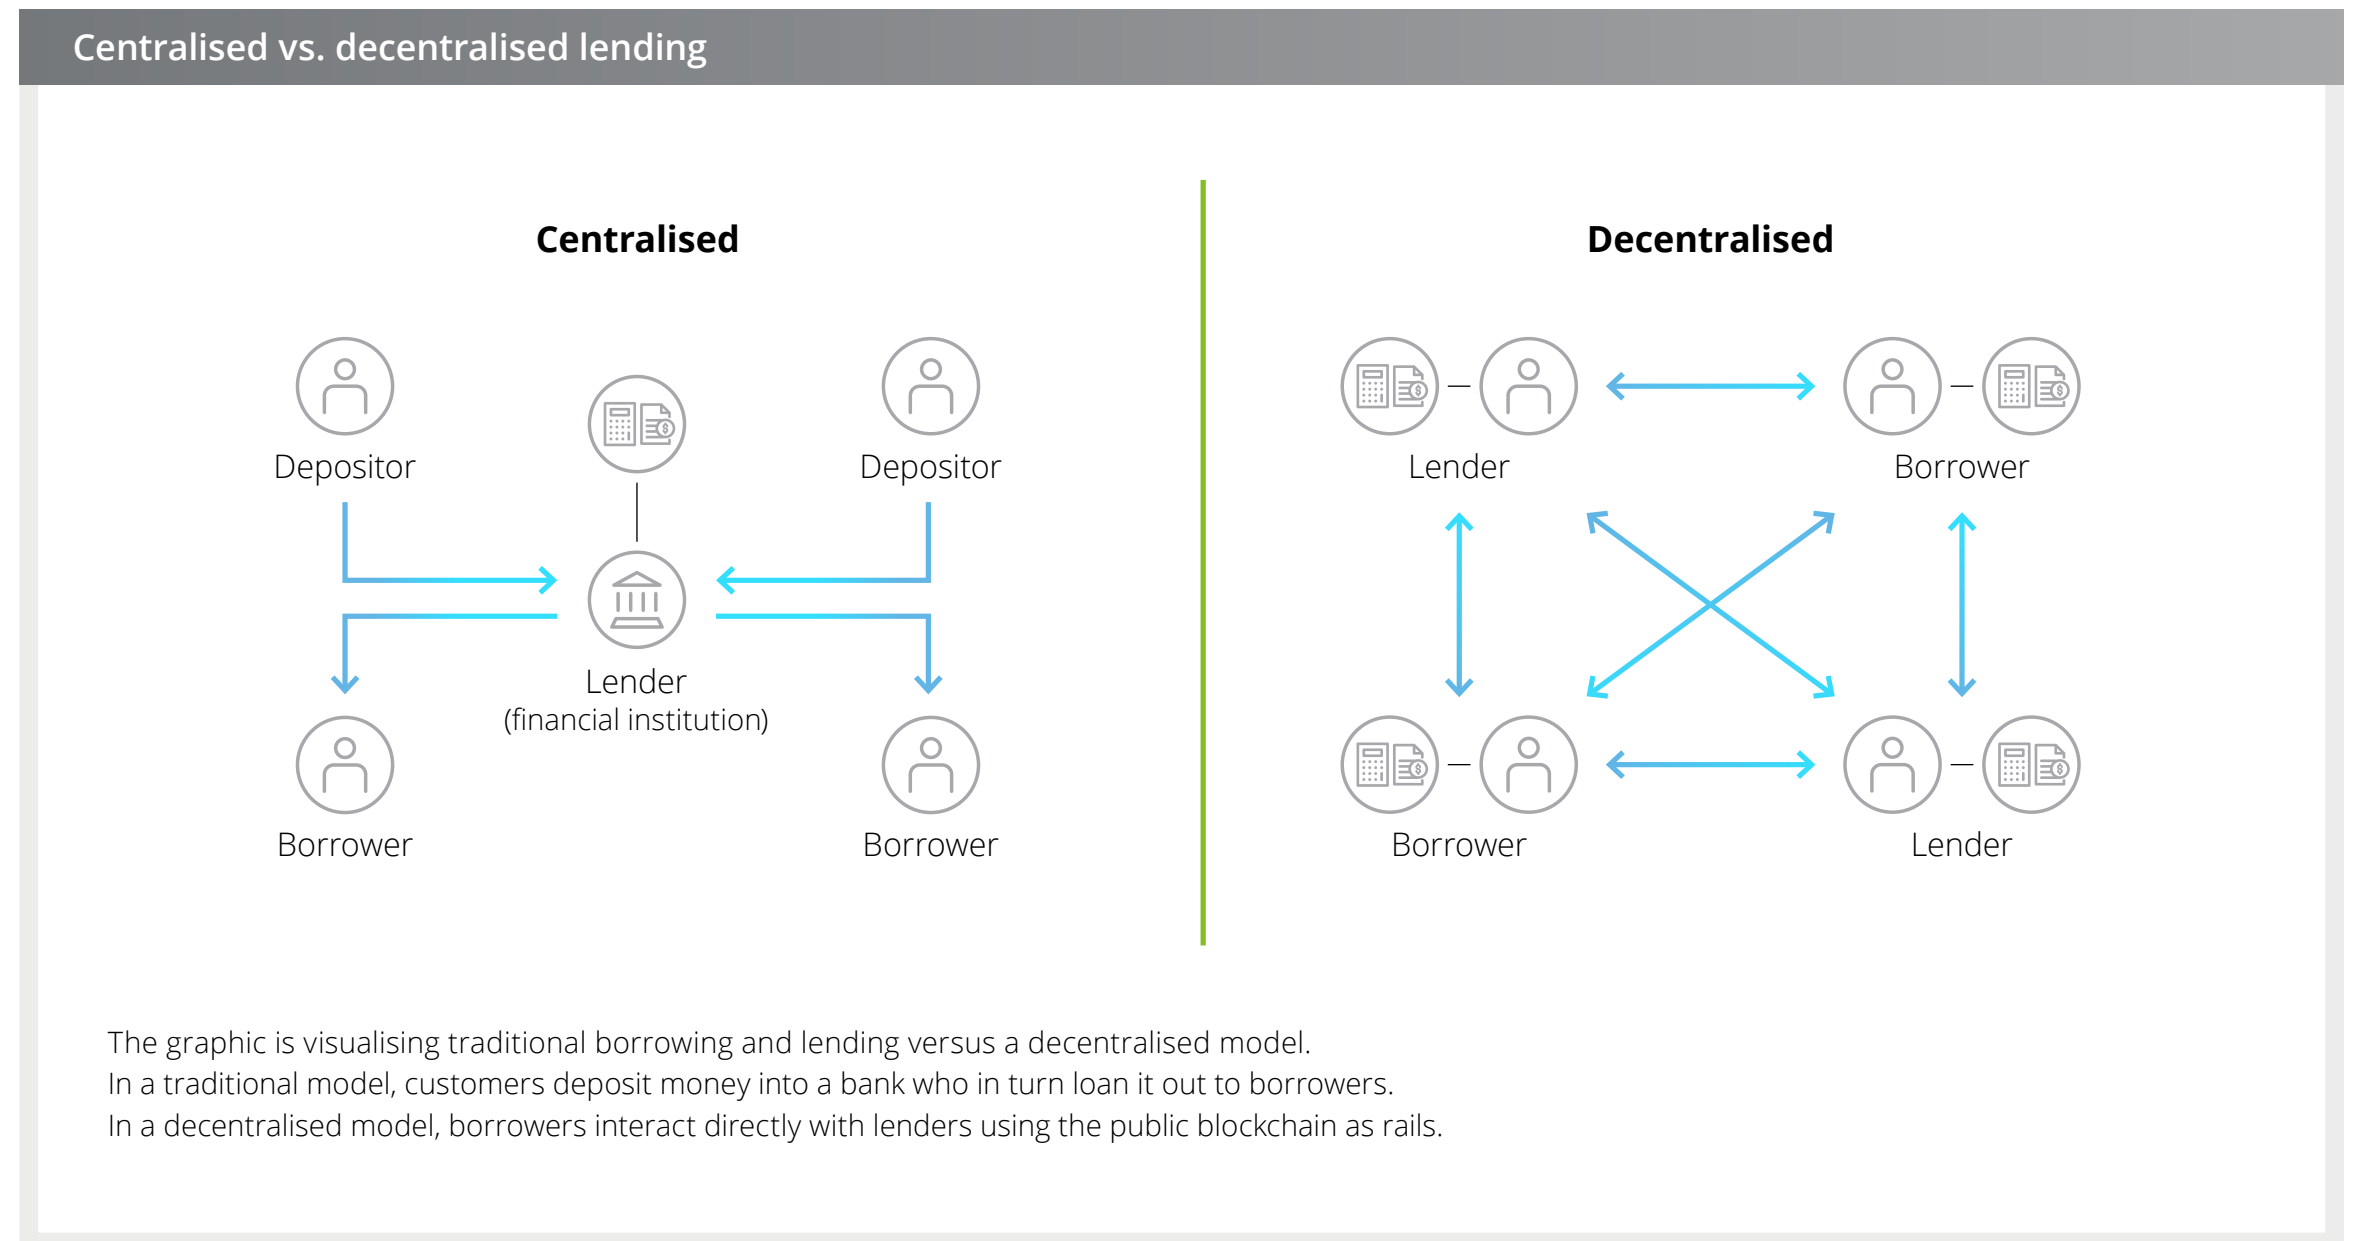 Centralised vs. decentralised lending
Centralised
Depositor
Depositor
Lender
(financial institution)
Borrower
Borrower
Decentralised
Lender
Borrower
Borrower
Lender
The graphic is visualising traditional borrowing and lending versus a decentralised model.
In a traditional model, customers deposit money into a bank who in turn loan it out to borrowers.
In a decentralised model, borrowers interact directly with lenders using the public blockchain as rails.